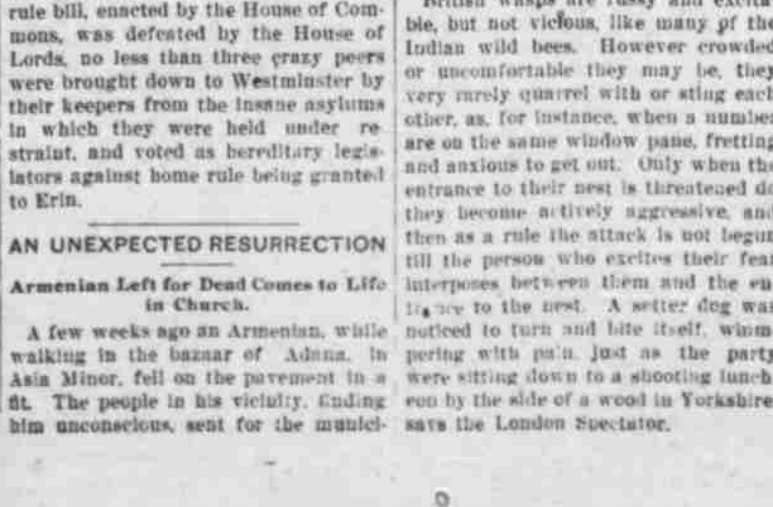 rule bill, enacted by the House of Com-
mons, was defeated by the House of
Lords, no less than three crazy peers
were brought down to Westminster by
their keepers from the insane asylums
in which they were held under re
straint, and voted as hereditary legis-
lators against home rule being granted
to Erin.
AN UNEXPECTED RESURRECTION
Armenian Left for Dead Comes to Life
in Church.
A few weeks ago an Armenian, while
walking in the bazaar of Adana, in
Asia Minor, fell on the pavement in a
fit. The people in his vicinity, finding
him unconscious, sent for the munici-
British wasps are fussy and excita-
ble, but not vicious, like many of the
Indian wild bees. However crowded
or uncomfortable they may be, they
very rarely quarrel with or sting each
other, as, for instance, when a number
are on the same window pane, fretting
and anxious to get out. Only when the
entrance to their nest is threatened do
they become actively aggressive, and
then as a rule the attack is not begun
till the person who excites their fear
interposes between them and the en
trance to the nest. A setter dog was
noticed to turn and bite itself, whim
pering with pain, just as the party
were sitting down to a shooting lunch
eon by the side of a wood in Yorkshire
says the London Spectator.